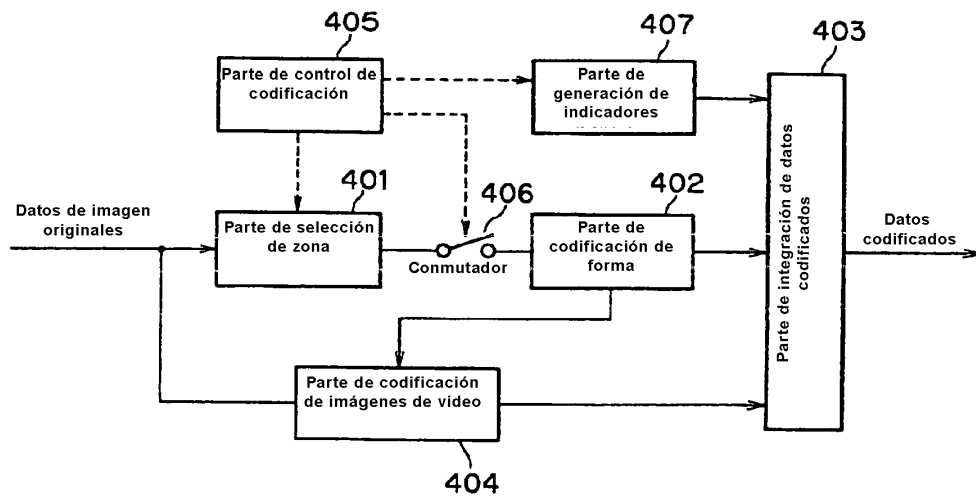 405
Parte de control de
codificación
407
Parte de
generación de
indicadores
403
Parte de integración de datos
codificados
Datos de imagen
originales
401
Parte de selección
de zona
406
Conmutador
402
Parte de
codificación de
forma
Datos
codificados
Parte de codificación
de imágenes de video
404